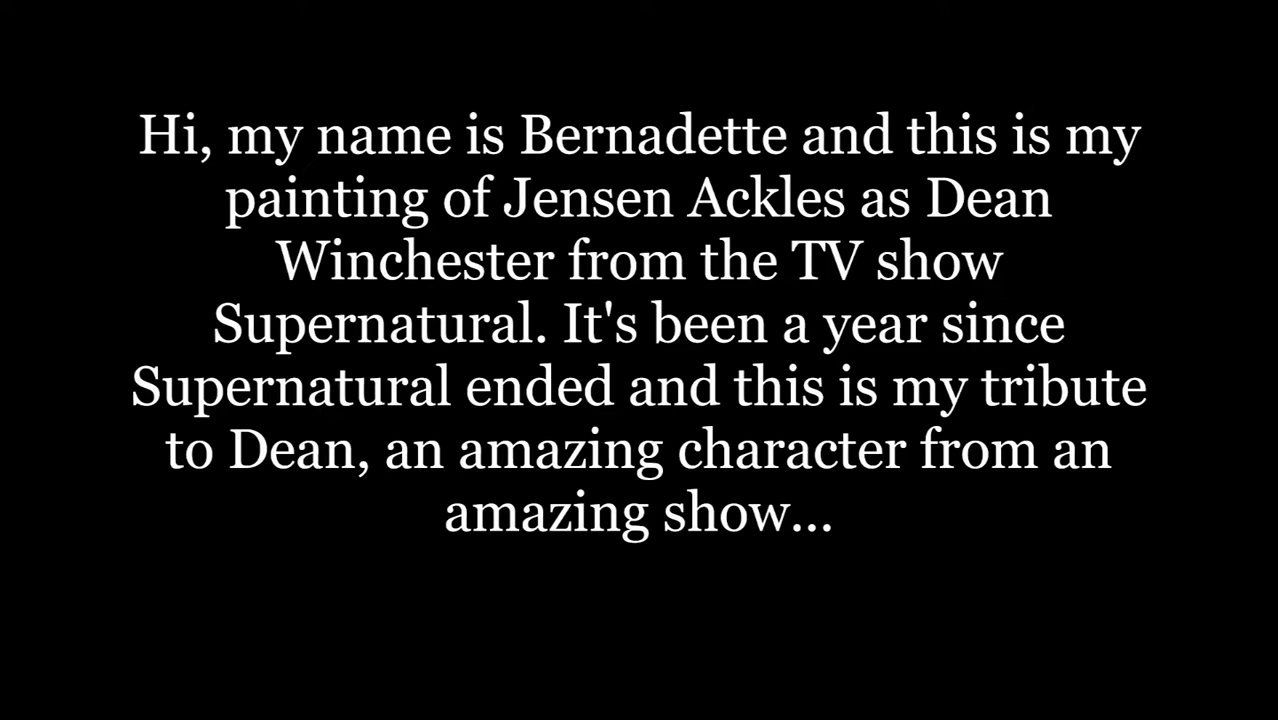 Hi, my name is Bernadette and this is my
painting of Jensen Ackles as Dean
Winchester from the TV show
Supernatural. It's been a year since
Supernatural ended and this is my tribute
to Dean, an amazing character from an
amazing show...